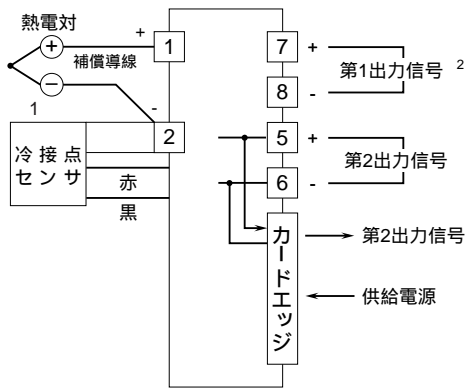 熱電対
+
補償導線
−
1
+
1
-
2
冷接点
センサ
赤
黒
7
+
8
-
第1出力信号 2
5
+
6
-
第2出力信号
カードエッジ
第2出力信号
供給電源